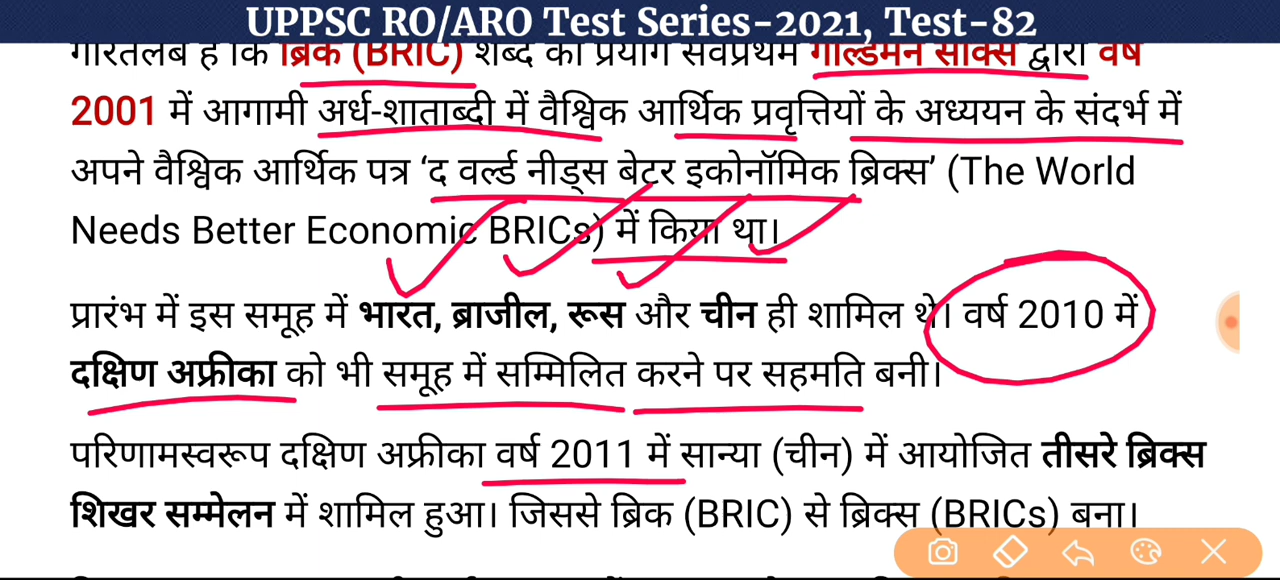 UPPSC RO/ARO Test Series-2021, Test-82
गौरतलब है कि ब्रिक (BRIC) शब्द का प्रयोग सर्वप्रथम गोल्डमैन सॉक्स द्वारा वर्ष
2001 में आगामी अर्ध-शाताब्दी में वैश्विक आर्थिक प्रवृत्तियों के अध्ययन के संदर्भ में
अपने वैश्विक आर्थिक पत्र ‘द वर्ल्ड नीड्स बेटर इकोनॉमिक ब्रिक्स’ (The World
Needs Better Economic BRICs) में किया था।
प्रारंभ में इस समूह में भारत, ब्राजील, रूस और चीन ही शामिल थे। वर्ष 2010 में
दक्षिण अफ्रीका को भी समूह में सम्मिलित करने पर सहमति बनी।
परिणामस्वरूप दक्षिण अफ्रीका वर्ष 2011 में सान्या (चीन) में आयोजित तीसरे ब्रिक्स
शिखर सम्मेलन में शामिल हुआ। जिससे ब्रिक (BRIC) से ब्रिक्स (BRICs) बना।